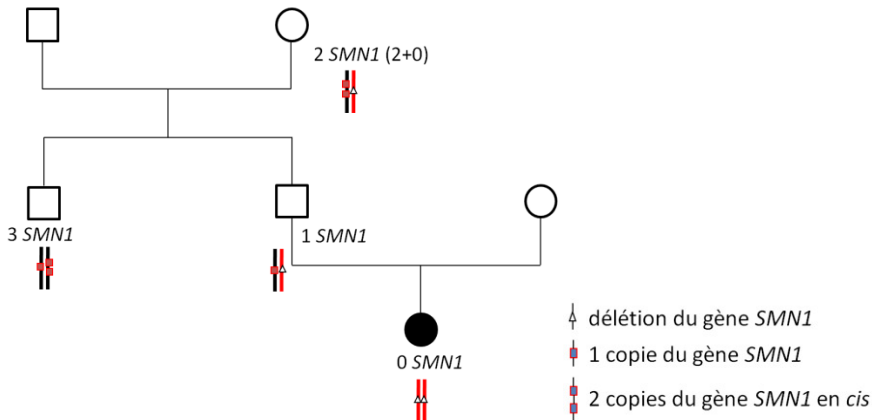 2 SMN1 (2+0)
3 SMN1
1 SMN1
0 SMN1
délétion du gène SMN1
1 copie du gène SMN1
2 copies du gène SMN1 en cis